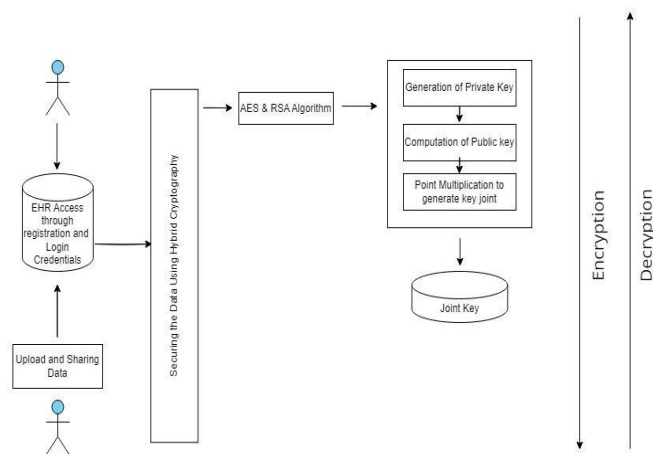 EHR Access
through
registration and
Login
Credentials
Upload and Sharing
Data
Securing the Data Using Hybrid Cryptography
AES & RSA Algorithm
Generation of Private Key
Computation of Public key
Point Multiplication to
generate key joint
Joint Key
Encryption
Decryption